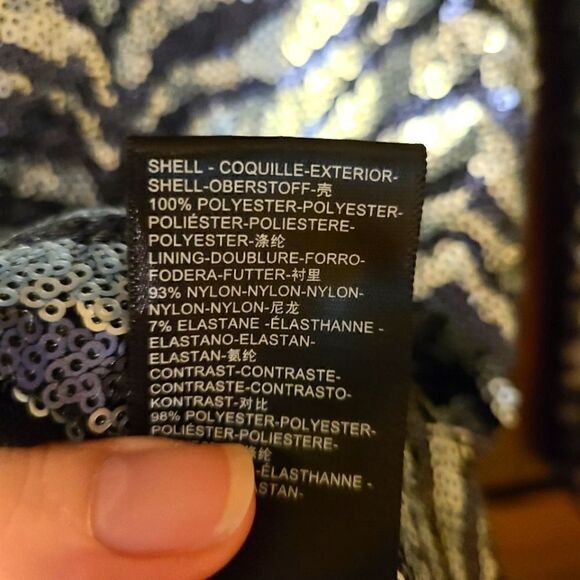 SHELL - COQUILLE-EXTERIOR-
SHELL-OBERSTOFF-壳
100% POLYESTER-POLYESTER-
POLIÉSTER-POLIESTERE-
POLYESTER-涤纶
LINING-DOUBLURE-FORRO-
FODERA-FUTTER-衬里
93% NYLON-NYLON-NYLON-
NYLON-NYLON-尼龙
7% ELASTANE -ÉLASTHANNE -
ELASTANO-ELASTAN-
ELASTAN-氨纶
CONTRAST-CONTRASTE-
CONTRASTE-CONTRASTO-
KONTRAST-对比
98% POLYESTER-POLYESTER-
POLIÉSTER-POLIESTERE-
纶
-ÉLASTHANNE -
ASTAN-